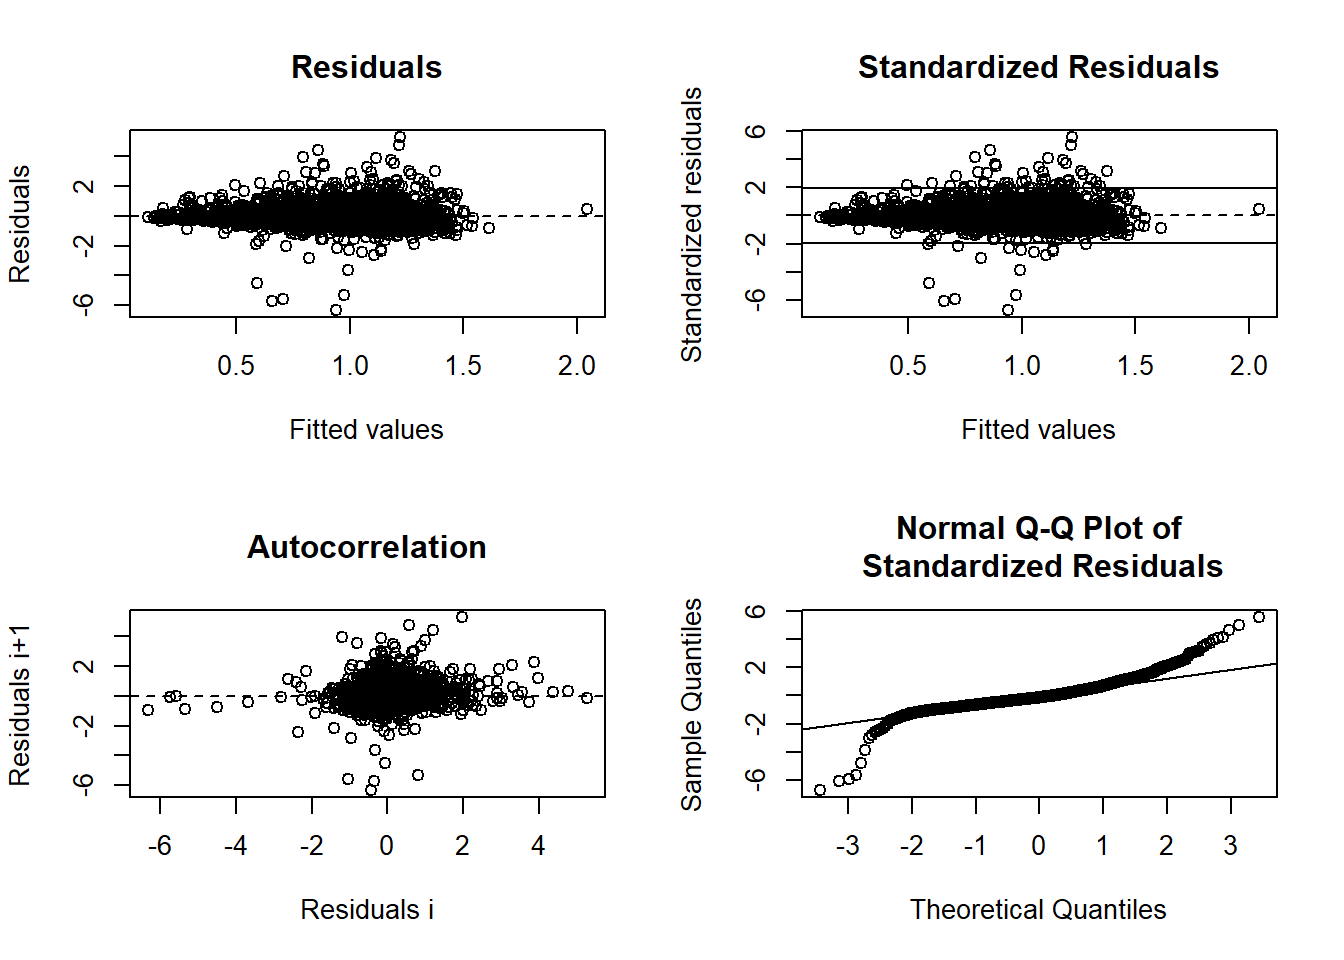 Residuals
Residuals
2
-2
-6
0.5 1.0 1.5 2.0
Fitted values
Standardized Residuals
Standardized residuals
6
2
-2
-6
0.5 1.0 1.5 2.0
Fitted values
Autocorrelation
Residuals i+1
2
-2
-6
-6 -4 -2 0 2 4
Residuals i
Normal Q-Q Plot of
Standardized Residuals
Sample Quantiles
6
2
-2
-6
-3 -2 -1 0 1 2 3
Theoretical Quantiles